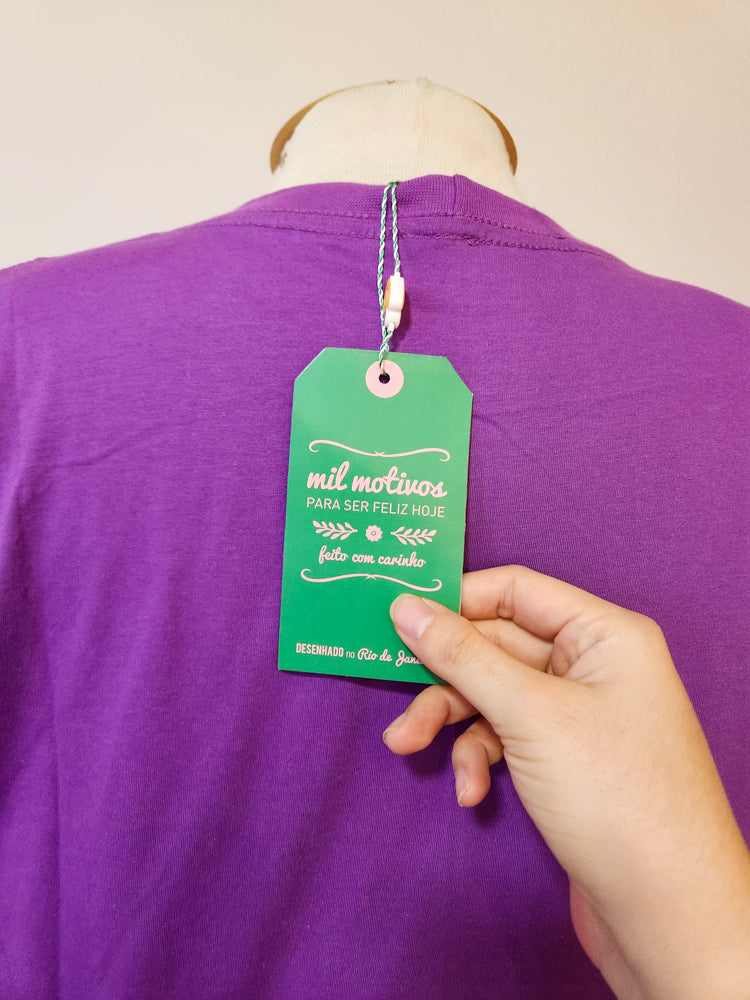 mil motivos
PARA SER FELIZ HOJE
feito com carinho
DESENHADO no Rio de